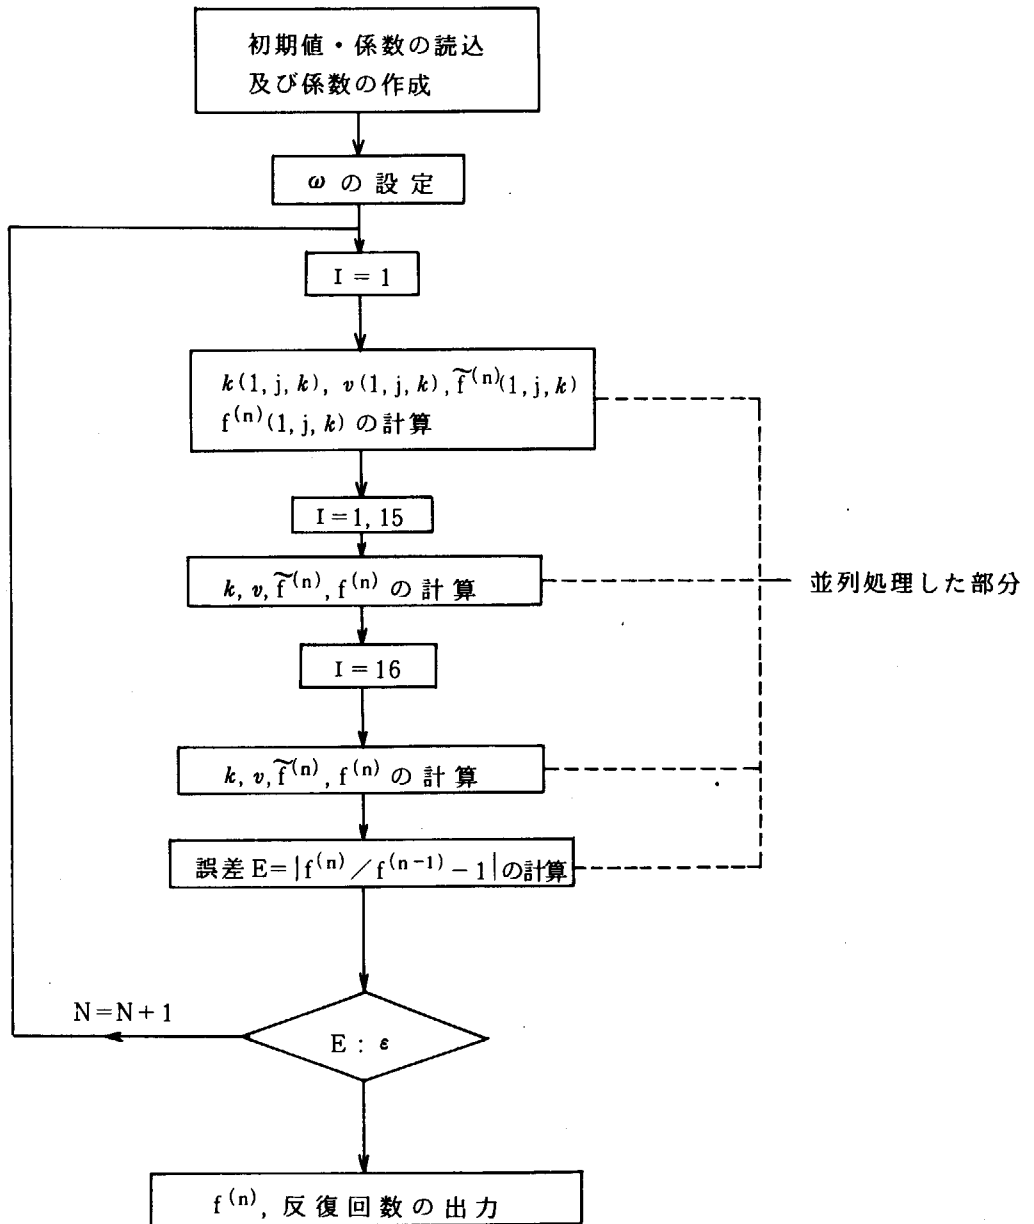 初期値・係数の読込
及び係数の作成
ω の 設 定
I = 1
k(1, j, k), v(1, j, k), f̃⁽ⁿ⁾(1, j, k)
f⁽ⁿ⁾(1, j, k) の 計 算
I = 1, 15
k, v, f̃⁽ⁿ⁾, f⁽ⁿ⁾ の 計 算
並列処理した部分
I = 16
k, v, f̃⁽ⁿ⁾, f⁽ⁿ⁾ の 計 算
誤差 E = |f⁽ⁿ⁾／f⁽ⁿ⁻¹⁾ − 1| の計算
N=N+1
E : ε
f⁽ⁿ⁾, 反復回数の出力